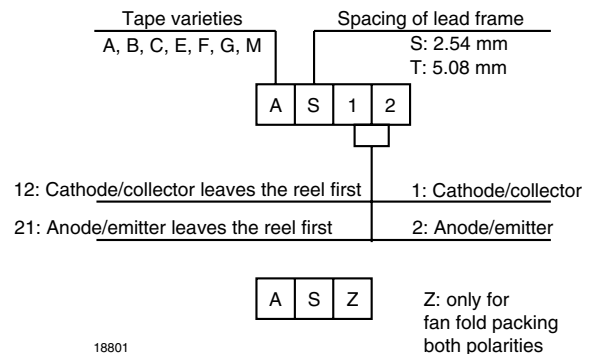 Tape varieties
A, B, C, E, F, G, M
Spacing of lead frame
S: 2.54 mm
T: 5.08 mm
A S 1 2
12: Cathode/collector leaves the reel first
1: Cathode/collector
21: Anode/emitter leaves the reel first
2: Anode/emitter
A S Z
Z: only for
fan fold packing
both polarities
18801